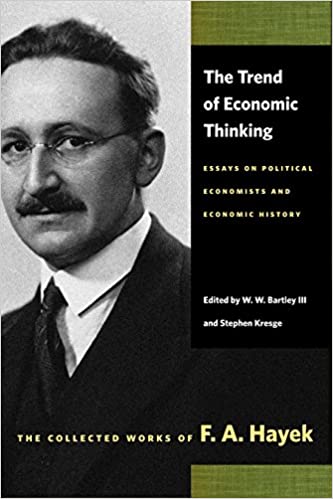 The Trend
of Economic
Thinking
ESSAYS ON POLITICAL
ECONOMISTS AND
ECONOMIC HISTORY
Edited by W. W. Bartley III
and Stephen Kresge
THE COLLECTED WORKS OF F. A. Hayek